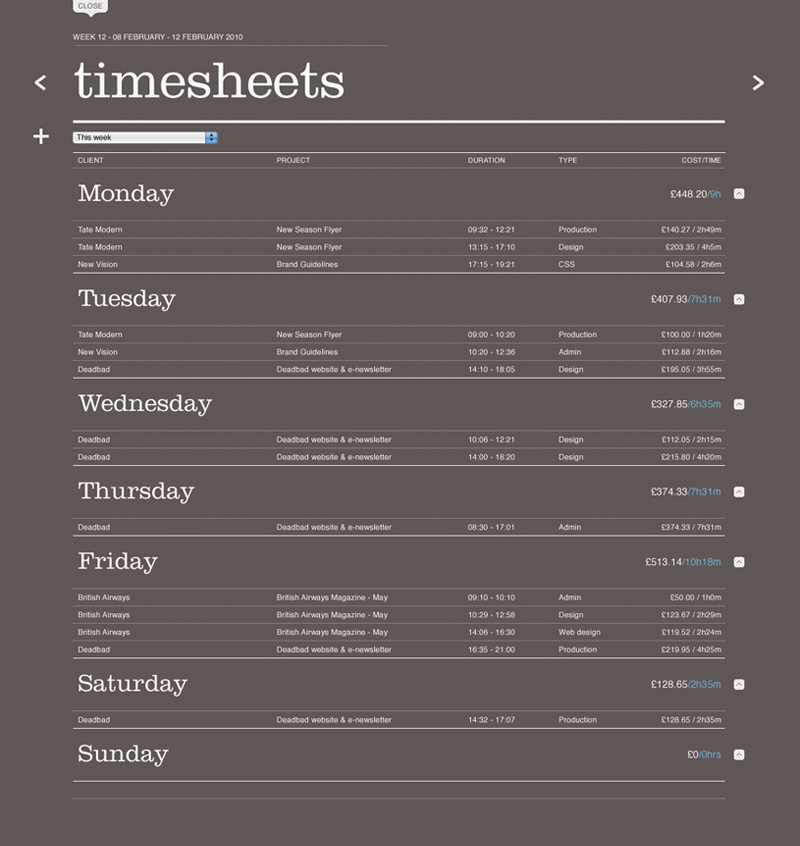 CLOSE
WEEK 12 - 08 FEBRUARY - 12 FEBRUARY 2010
timesheets
This week
CLIENT PROJECT DURATION TYPE COST/TIME
Monday £448.20/9h
Tate Modern New Season Flyer 09:32 - 12:21 Production £140.27 / 2h49m
Tate Modern New Season Flyer 13:15 - 17:10 Design £203.35 / 4h5m
New Vision Brand Guidelines 17:15 - 19:21 CSS £104.58 / 2h6m
Tuesday £407.93/7h31m
Tate Modern New Season Flyer 09:00 - 10:20 Production £100.00 / 1h20m
New Vision Brand Guidelines 10:20 - 12:36 Admin £112.88 / 2h16m
Deadbad Deadbad website & e-newsletter 14:10 - 18:05 Design £195.05 / 3h55m
Wednesday £327.85/6h35m
Deadbad Deadbad website & e-newsletter 10:06 - 12:21 Design £112.05 / 2h15m
Deadbad Deadbad website & e-newsletter 14:00 - 18:20 Design £215.80 / 4h20m
Thursday £374.33/7h31m
Deadbad Deadbad website & e-newsletter 08:30 - 17:01 Admin £374.33 / 7h31m
Friday £513.14/10h18m
British Airways British Airways Magazine - May 09:10 - 10:10 Admin £50.00 / 1h0m
British Airways British Airways Magazine - May 10:29 - 12:58 Design £123.67 / 2h29m
British Airways British Airways Magazine - May 14:06 - 16:30 Web design £119.52 / 2h24m
Deadbad Deadbad website & e-newsletter 16:35 - 21:00 Production £219.95 / 4h25m
Saturday £128.65/2h35m
Deadbad Deadbad website & e-newsletter 14:32 - 17:07 Production £128.65 / 2h35m
Sunday £0/0hrs